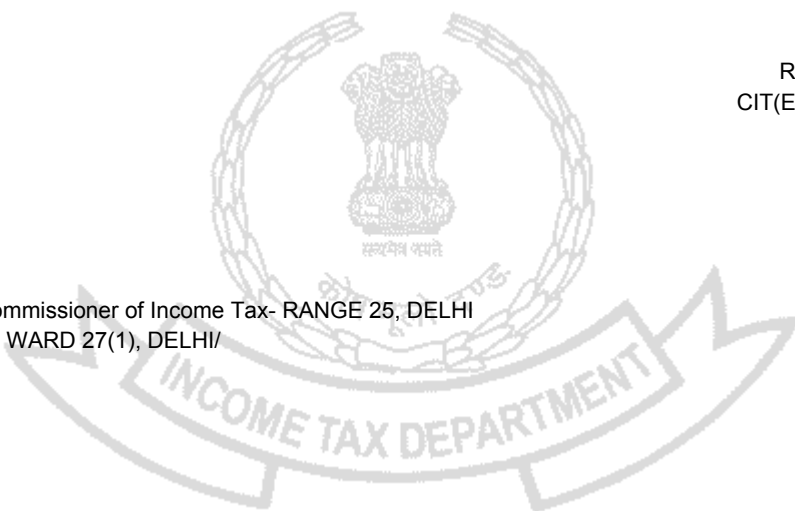 R
CIT(E
सत्यमेव जयते
ommissioner of Income Tax- RANGE 25, DELHI
WARD 27(1), DELHI/
INCOME TAX DEPARTMENT